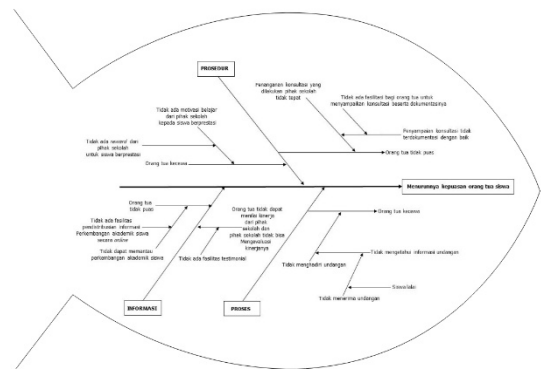 PROSEDUR
Penanganan konsultasi yang
dilakukan pihak sekolah
tidak tepat
Tidak ada fasilitas bagi orang tua untuk
menyampaikan konsultasi beserta dokumentasinya
Tidak ada motivasi belajar
dari pihak sekolah
kepada siswa berprestasi
Penyampaian konsultasi tidak
terdokumentasi dengan baik
Tidak ada reward dari
pihak sekolah
untuk siswa berprestasi
Orang tua tidak puas
Orang tua kecewa
Menurunnya kepuasan orang tua siswa
Orang tua
tidak puas
Orang tua tidak dapat
menilai kinerja
dari pihak
sekolah dan
pihak sekolah tidak bisa
Mengevaluasi
kinerjanya
Orang tua kecewa
Tidak ada fasilitas
pendistribusian informasi
Perkembangan akademik siswa
secara online
Tidak dapat memantau
perkembangan akademik siswa
Tidak ada fasilitas testimonial
Tidak mengetahui informasi undangan
Tidak menghadiri undangan
Siswa lalai
Tidak menerima undangan
INFORMASI
PROSES